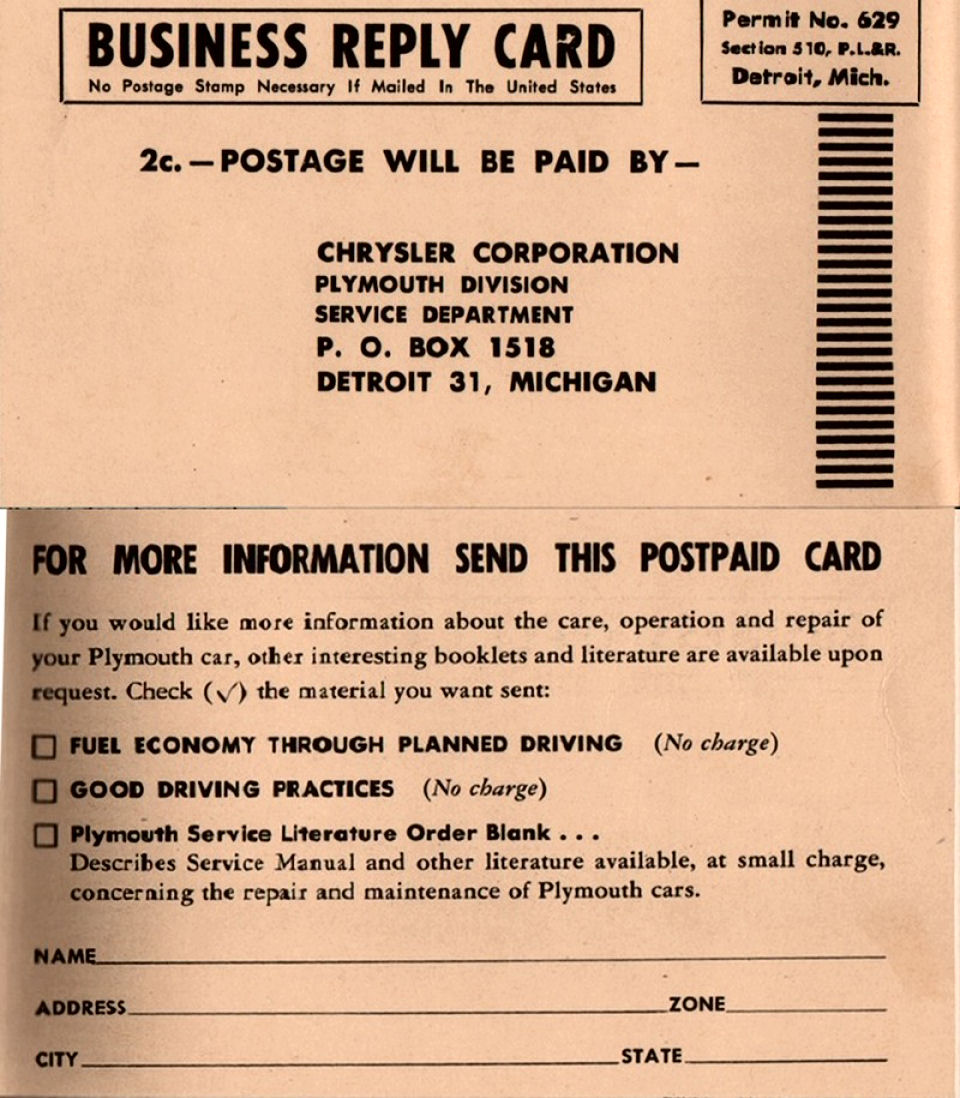 BUSINESS REPLY CARD
No Postage Stamp Necessary If Mailed In The United States
Permit No. 629
Section 510, P.L.&R.
Detroit, Mich.
2c. — POSTAGE WILL BE PAID BY —
CHRYSLER CORPORATION
PLYMOUTH DIVISION
SERVICE DEPARTMENT
P. O. BOX 1518
DETROIT 31, MICHIGAN
FOR MORE INFORMATION SEND THIS POSTPAID CARD
If you would like more information about the care, operation and repair of
your Plymouth car, other interesting booklets and literature are available upon
request. Check (✓) the material you want sent:
☐ FUEL ECONOMY THROUGH PLANNED DRIVING (No charge)
☐ GOOD DRIVING PRACTICES (No charge)
☐ Plymouth Service Literature Order Blank . . .
Describes Service Manual and other literature available, at small charge,
concerning the repair and maintenance of Plymouth cars.
NAME
ADDRESS ZONE
CITY STATE